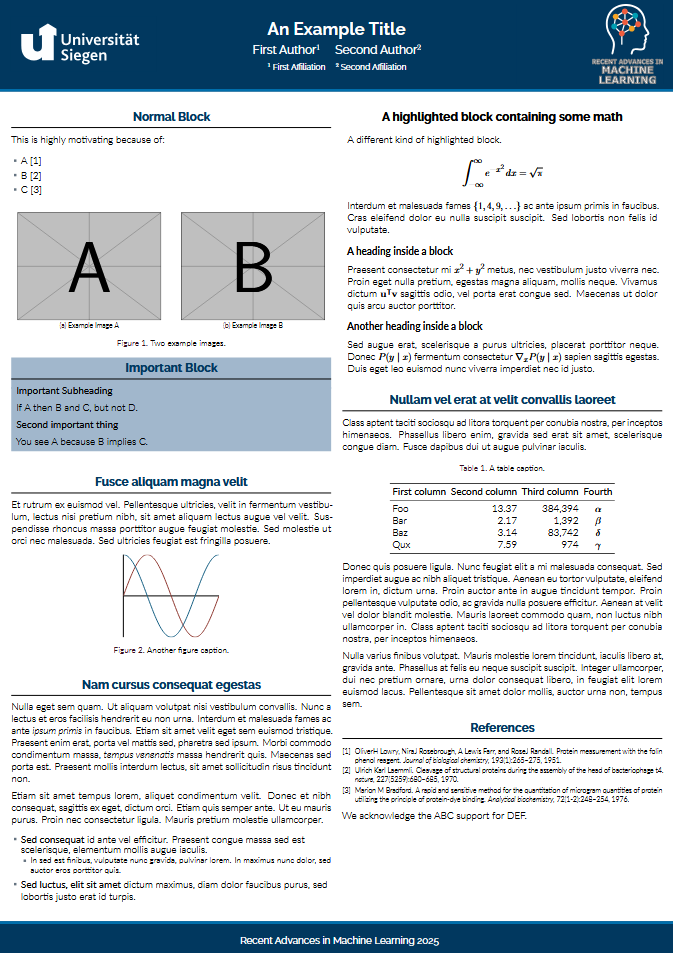 Universität
Siegen
An Example Title
First Author¹ Second Author²
¹ First Affiliation ² Second Affiliation
RECENT ADVANCES IN
MACHINE
LEARNING
Normal Block
This is highly motivating because of:
▪ A [1]
▪ B [2]
▪ C [3]
A
B
(a) Example Image A
(b) Example Image B
Figure 1. Two example images.
Important Block
Important Subheading
If A then B and C, but not D.
Second important thing
You see A because B implies C.
Fusce aliquam magna velit
Et rutrum ex euismod vel. Pellentesque ultricies, velit in fermentum vestibu-
lum, lectus nisi pretium nibh, sit amet aliquam lectus augue vel velit. Sus-
pendisse rhoncus massa porttitor augue feugiat molestie. Sed molestie ut
orci nec malesuada. Sed ultricies feugiat est fringilla posuere.
Figure 2. Another figure caption.
Nam cursus consequat egestas
Nulla eget sem quam. Ut aliquam volutpat nisi vestibulum convallis. Nunc a
lectus et eros facilisis hendrerit eu non urna. Interdum et malesuada fames ac
ante ipsum primis in faucibus. Etiam sit amet velit eget sem euismod tristique.
Praesent enim erat, porta vel mattis sed, pharetra sed ipsum. Morbi commodo
condimentum massa, tempus venenatis massa hendrerit quis. Maecenas sed
porta est. Praesent mollis interdum lectus, sit amet sollicitudin risus tincidunt
non.
Etiam sit amet tempus lorem, aliquet condimentum velit. Donec et nibh
consequat, sagittis ex eget, dictum orci. Etiam quis semper ante. Ut eu mauris
purus. Proin nec consectetur ligula. Mauris pretium molestie ullamcorper.
▪ Sed consequat id ante vel efficitur. Praesent congue massa sed est
scelerisque, elementum mollis augue iaculis.
▪ In sed est finibus, vulputate nunc gravida, pulvinar lorem. In maximus nunc dolor, sed
auctor eros porttitor quis.
▪ Sed luctus, elit sit amet dictum maximus, diam dolor faucibus purus, sed
lobortis justo erat id turpis.
A highlighted block containing some math
A different kind of highlighted block.
∫_{-∞}^{∞} e^{-x²} dx = √π
Interdum et malesuada fames {1, 4, 9, . . .} ac ante ipsum primis in faucibus.
Cras eleifend dolor eu nulla suscipit suscipit. Sed lobortis non felis id
vulputate.
A heading inside a block
Praesent consectetur mi x² + y² metus, nec vestibulum justo viverra nec.
Proin eget nulla pretium, egestas magna aliquam, mollis neque. Vivamus
dictum uᵀv sagittis odio, vel porta erat congue sed. Maecenas ut dolor
quis arcu auctor porttitor.
Another heading inside a block
Sed augue erat, scelerisque a purus ultricies, placerat porttitor neque.
Donec P(y | x) fermentum consectetur ∇ₓP(y | x) sapien sagittis egestas.
Duis eget leo euismod nunc viverra imperdiet nec id justo.
Nullam vel erat at velit convallis laoreet
Class aptent taciti sociosqu ad litora torquent per conubia nostra, per inceptos
himenaeos. Phasellus libero enim, gravida sed erat sit amet, scelerisque
congue diam. Fusce dapibus dui ut augue pulvinar iaculis.
Table 1. A table caption.
First column Second column Third column Fourth
Foo 13.37 384,394 α
Bar 2.17 1,392 β
Baz 3.14 83,742 δ
Qux 7.59 974 γ
Donec quis posuere ligula. Nunc feugiat elit a mi malesuada consequat. Sed
imperdiet augue ac nibh aliquet tristique. Aenean eu tortor vulputate, eleifend
lorem in, dictum urna. Proin auctor ante in augue tincidunt tempor. Proin
pellentesque vulputate odio, ac gravida nulla posuere efficitur. Aenean at velit
vel dolor blandit molestie. Mauris laoreet commodo quam, non luctus nibh
ullamcorper in. Class aptent taciti sociosqu ad litora torquent per conubia
nostra, per inceptos himenaeos.
Nulla varius finibus volutpat. Mauris molestie lorem tincidunt, iaculis libero at,
gravida ante. Phasellus at felis eu neque suscipit suscipit. Integer ullamcorper,
dui nec pretium ornare, urna dolor consequat libero, in feugiat elit lorem
euismod lacus. Pellentesque sit amet dolor mollis, auctor urna non, tempus
sem.
References
[1] OliverH Lowry, NiraJ Rosebrough, A Lewis Farr, and RoseJ Randall. Protein measurement with the folin
phenol reagent. Journal of biological chemistry, 193(1):265–275, 1951.
[2] Ulrich Karl Laemmli. Cleavage of structural proteins during the assembly of the head of bacteriophage t4.
nature, 227(5259):680–685, 1970.
[3] Marion M Bradford. A rapid and sensitive method for the quantitation of microgram quantities of protein
utilizing the principle of protein-dye binding. Analytical biochemistry, 72(1-2):248–254, 1976.
We acknowledge the ABC support for DEF.
Recent Advances in Machine Learning 2025